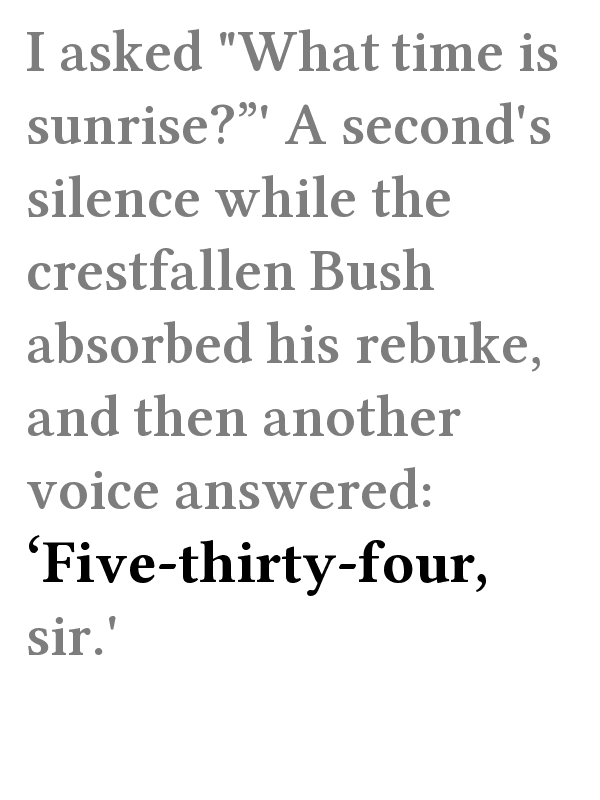 I asked "What time is
sunrise?”' A second's
silence while the
crestfallen Bush
absorbed his rebuke,
and then another
voice answered:
‘Five-thirty-four,
sir.'